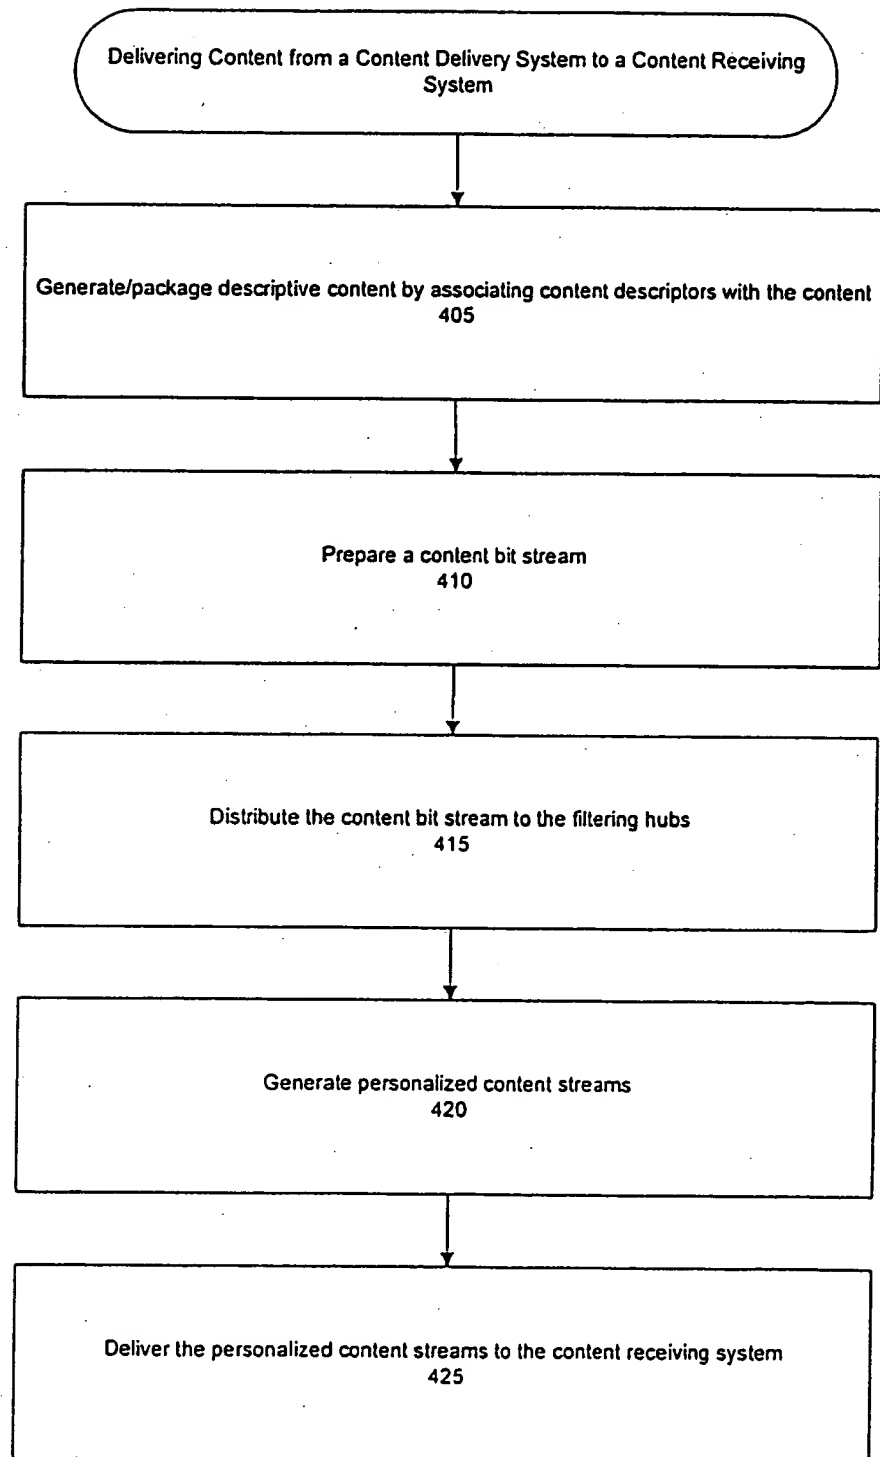 Delivering Content from a Content Delivery System to a Content Receiving
System
Generate/package descriptive content by associating content descriptors with the content
405
Prepare a content bit stream
410
Distribute the content bit stream to the filtering hubs
415
Generate personalized content streams
420
Deliver the personalized content streams to the content receiving system
425